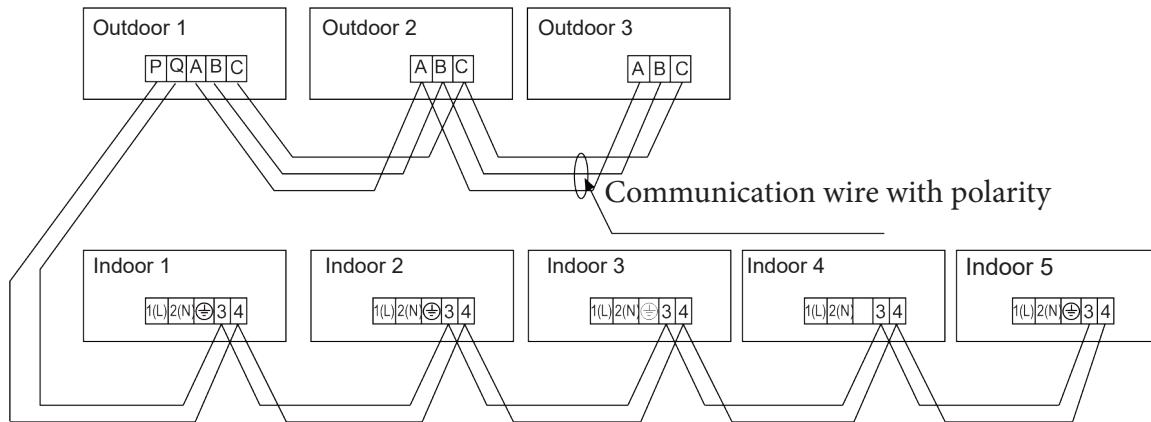 Outdoor 1
Outdoor 2
Outdoor 3
P Q A B C
A B C
A B C
Communication wire with polarity
Indoor 1
Indoor 2
Indoor 3
Indoor 4
Indoor 5
1(L) 2(N) 3 4
1(L) 2(N) 3 4
1(L) 2(N) 3 4
1(L) 2(N) 3 4
1(L) 2(N) 3 4